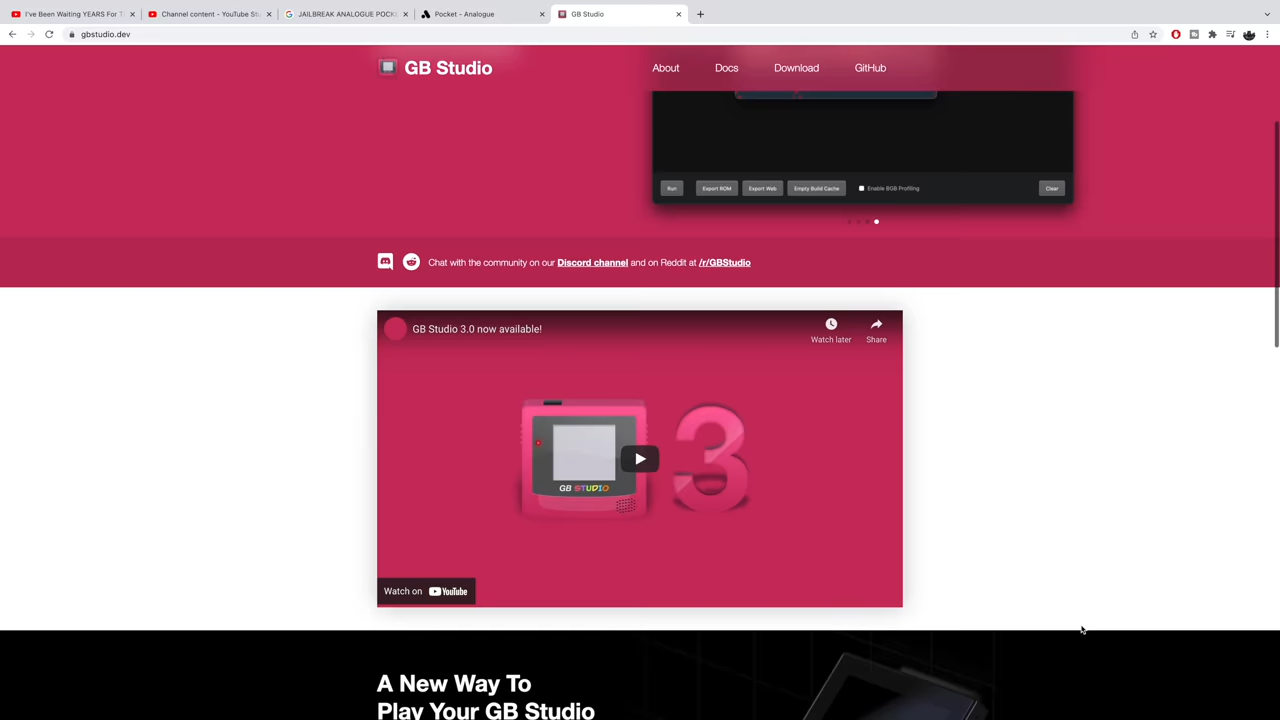 I've Been Waiting YEARS For T
Channel content - YouTube Stu
JAILBREAK ANALOGUE POCK
Pocket - Analogue
GB Studio
gbstudio.dev
GB Studio
About
Docs
Download
GitHub
Run
Export ROM
Export Web
Empty Build Cache
Enable BGB Profiling
Clear
Chat with the community on our Discord channel and on Reddit at /r/GBStudio
GB Studio 3.0 now available!
Watch later
Share
GB STUDIO
3
Watch on YouTube
A New Way To
Play Your GB Studio